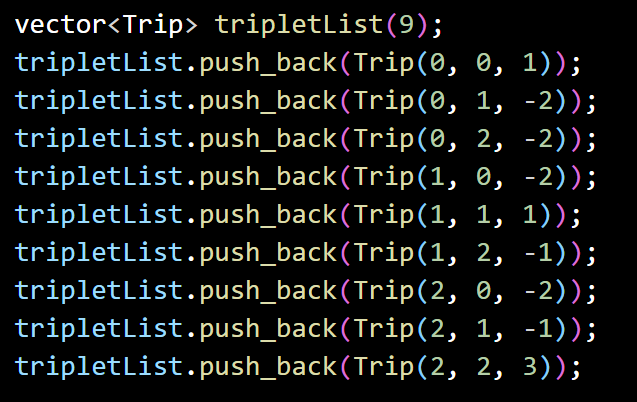 vector<Trip> tripletList(9);
tripletList.push_back(Trip(0, 0, 1));
tripletList.push_back(Trip(0, 1, -2));
tripletList.push_back(Trip(0, 2, -2));
tripletList.push_back(Trip(1, 0, -2));
tripletList.push_back(Trip(1, 1, 1));
tripletList.push_back(Trip(1, 2, -1));
tripletList.push_back(Trip(2, 0, -2));
tripletList.push_back(Trip(2, 1, -1));
tripletList.push_back(Trip(2, 2, 3));